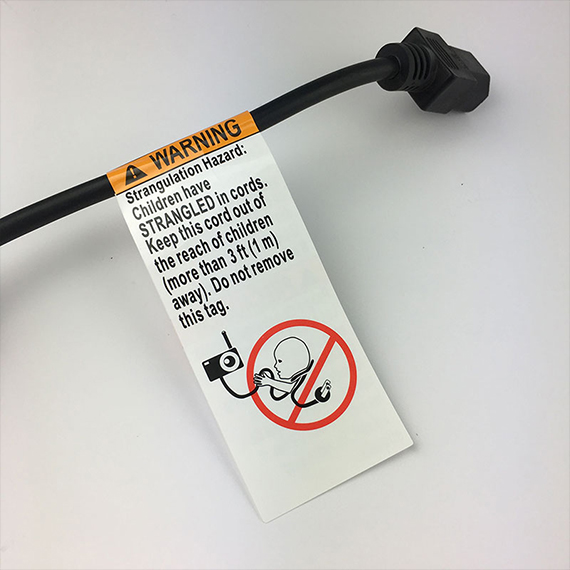 WARNING
Strangulation Hazard:
Children have
STRANGLED in cords.
Keep this cord out of
the reach of children
(more than 3 ft (1 m)
away). Do not remove
this tag.